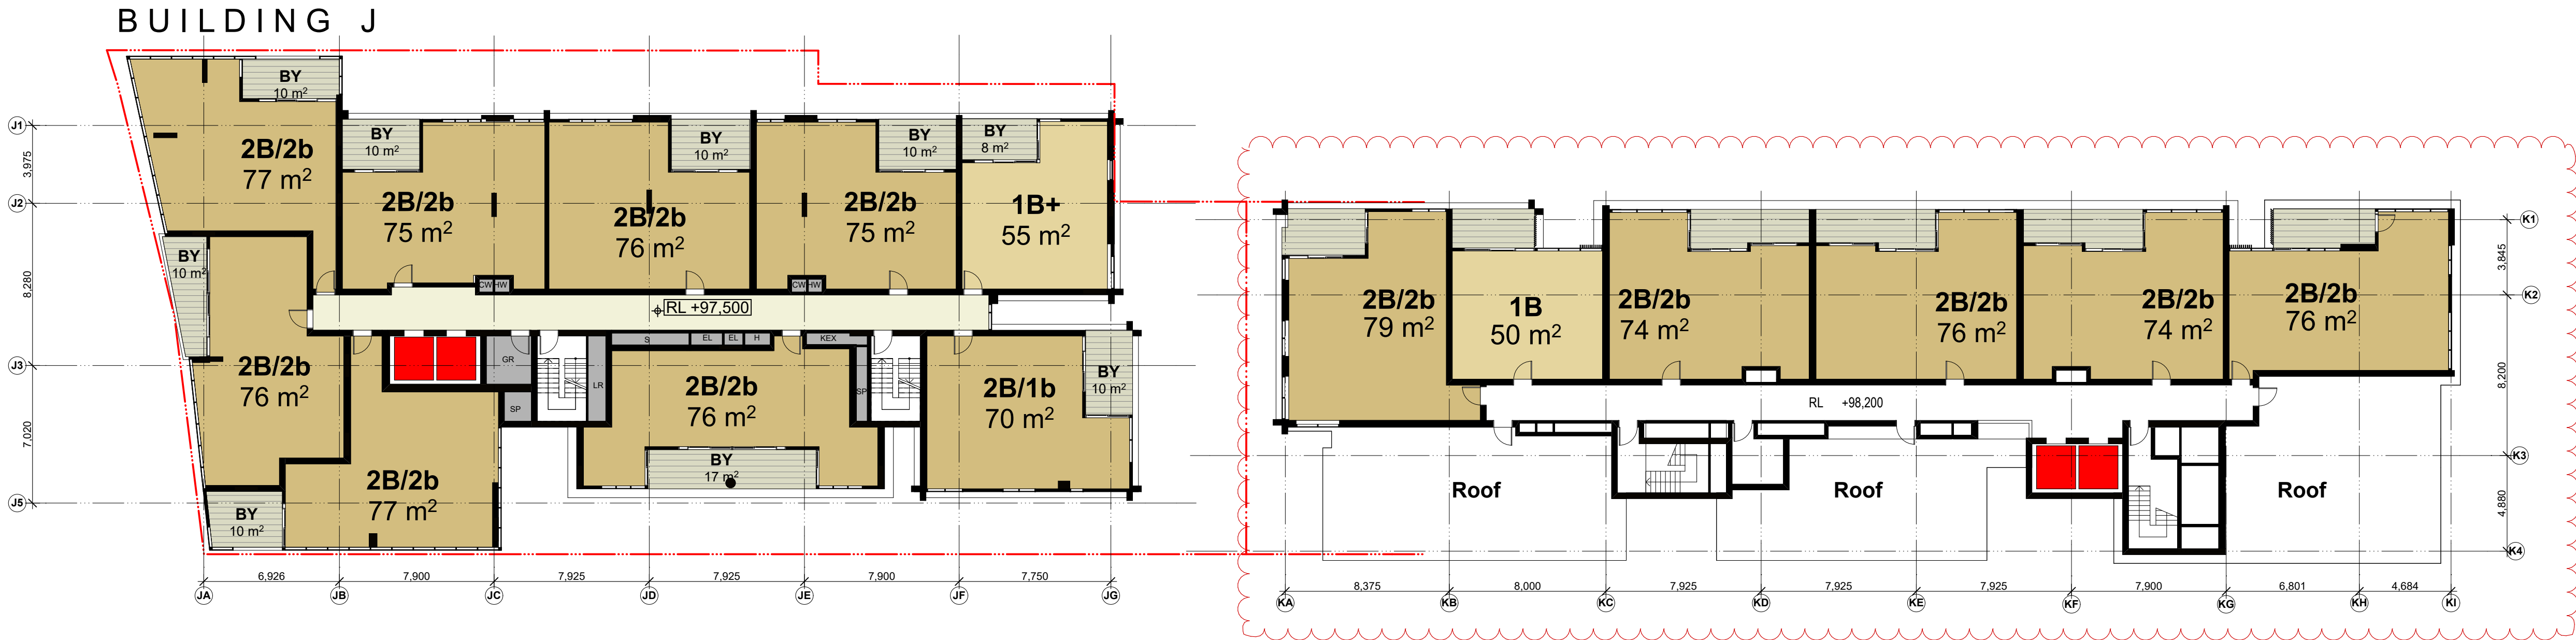 BUILDING J
BY
10 m²
2B/2b
77 m²
BY
10 m²
2B/2b
75 m²
CW HW
BY
10 m²
2B/2b
76 m²
BY
10 m²
2B/2b
75 m²
CW HW
BY
8 m²
1B+
55 m²
RL +97,500
BY
10 m²
2B/2b
76 m²
GR
SP
LR
S
EL
EL
H
KEX
SP
2B/2b
76 m²
BY
17 m²
2B/1b
70 m²
BY
10 m²
BY
10 m²
2B/2b
77 m²
J1
3,975
J2
8,280
J3
7,020
J5
6,926
7,900
7,925
7,925
7,900
7,750
JA
JB
JC
JD
JE
JF
JG
2B/2b
79 m²
1B
50 m²
2B/2b
74 m²
2B/2b
76 m²
2B/2b
74 m²
2B/2b
76 m²
RL +98,200
Roof
Roof
Roof
K1
3,845
K2
8,200
K3
4,880
K4
8,375
8,000
7,925
7,925
7,925
7,900
6,801
4,684
KA
KB
KC
KD
KE
KF
KG
KH
KI